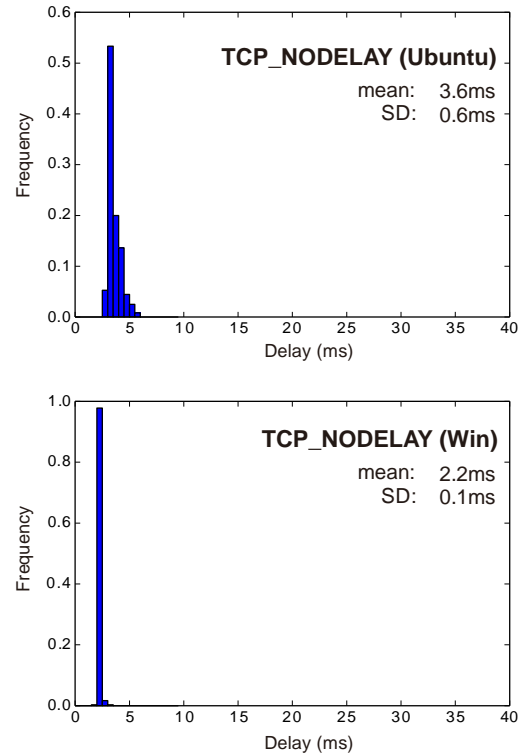 0.6
TCP_NODELAY (Ubuntu)
mean: 3.6ms
SD: 0.6ms
0.5
0.4
0.3
0.2
0.1
0.0
Frequency
0 5 10 15 20 25 30 35 40
Delay (ms)
1.0
TCP_NODELAY (Win)
mean: 2.2ms
SD: 0.1ms
0.8
0.6
0.4
0.2
0.0
Frequency
0 5 10 15 20 25 30 35 40
Delay (ms)